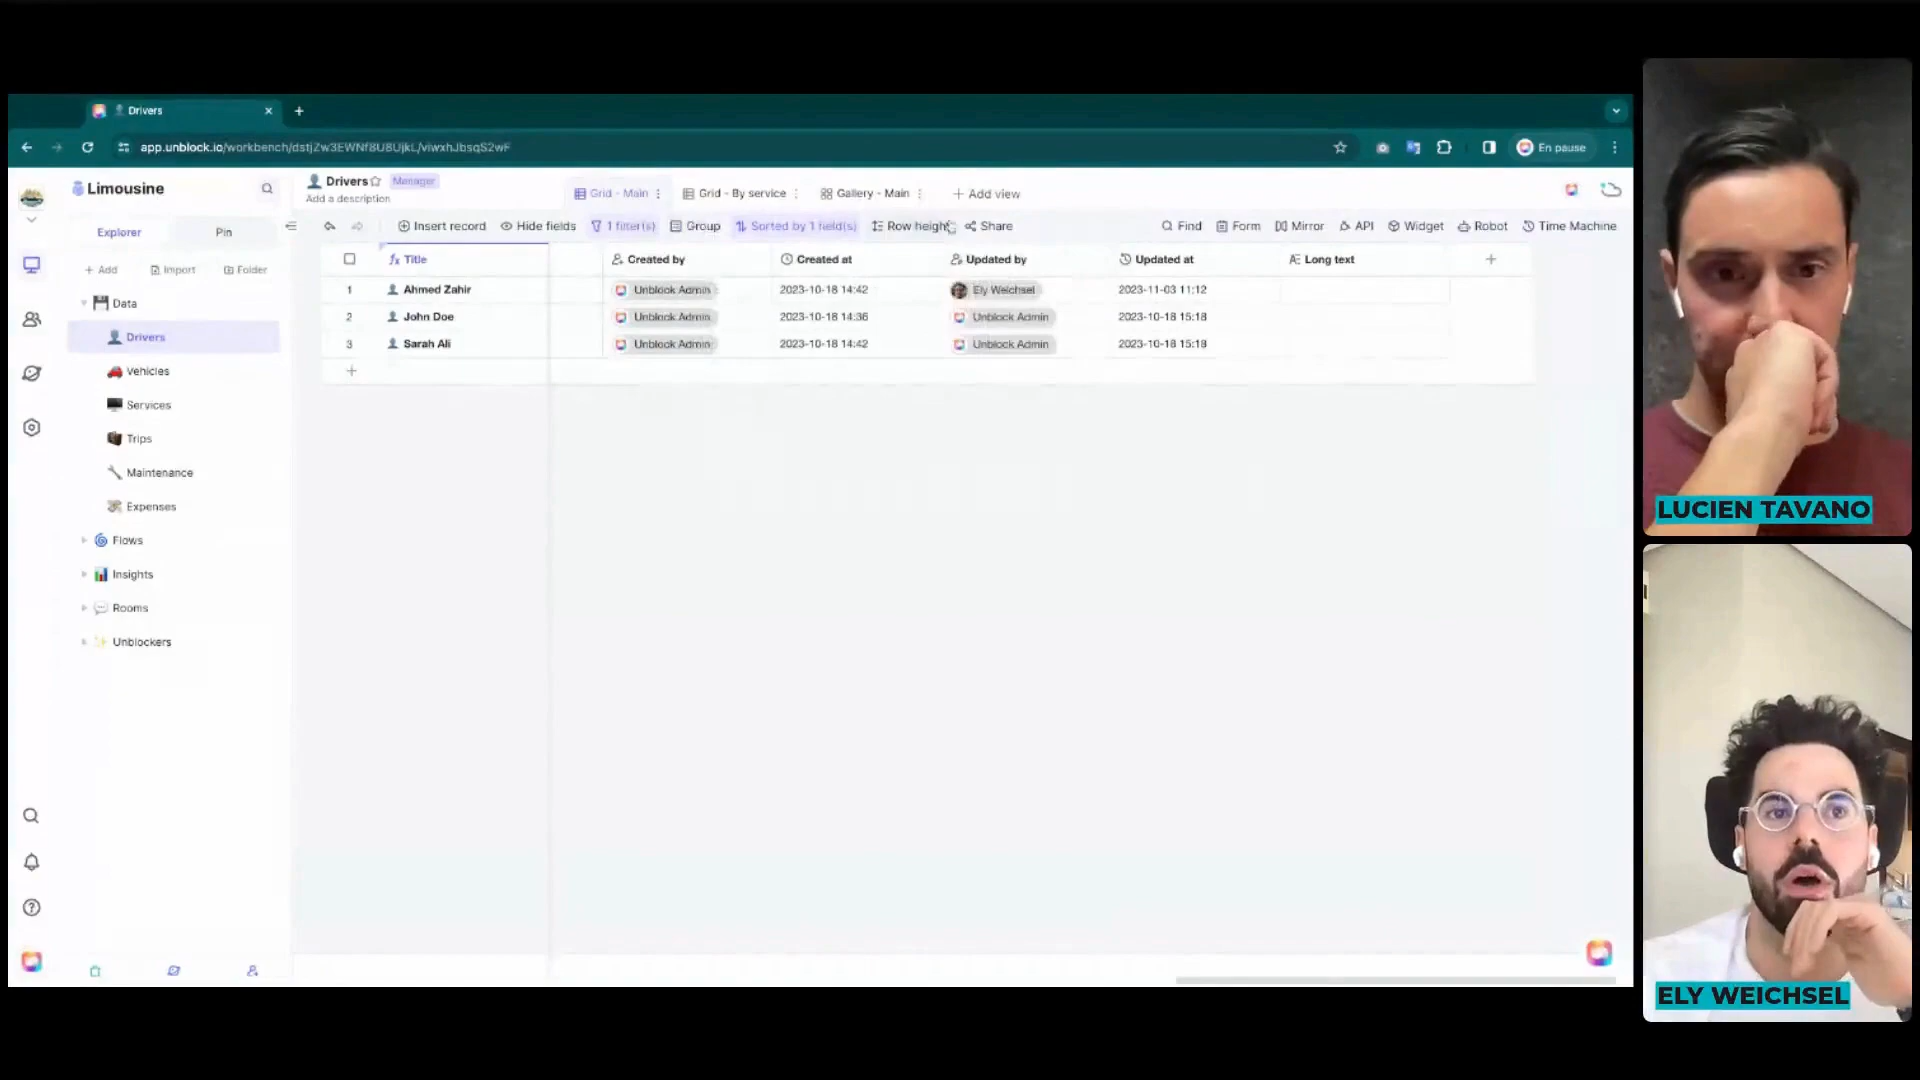 Drivers
app.unblock.io/workbench/dstjZw3EWNf8U8UjkL/viwxhJbsqS2wF
En pause
Limousine
Explorer
Pin
Add
Import
Folder
Data
Drivers
Vehicles
Services
Trips
Maintenance
Expenses
Flows
Insights
Rooms
Unblockers
Drivers Manager
Add a description
Grid - Main
Grid - By service
Gallery - Main
Add view
Insert record
Hide fields
1 filter(s)
Group
Sorted by 1 field(s)
Row height
Share
Find
Form
Mirror
API
Widget
Robot
Time Machine
Title Created by Created at Updated by Updated at Long text
1 Ahmed Zahir Unblock Admin 2023-10-18 14:42 Ely Weichsel 2023-11-03 11:12
2 John Doe Unblock Admin 2023-10-18 14:36 Unblock Admin 2023-10-18 15:18
3 Sarah Ali Unblock Admin 2023-10-18 14:42 Unblock Admin 2023-10-18 15:18
LUCIEN TAVANO
ELY WEICHSEL